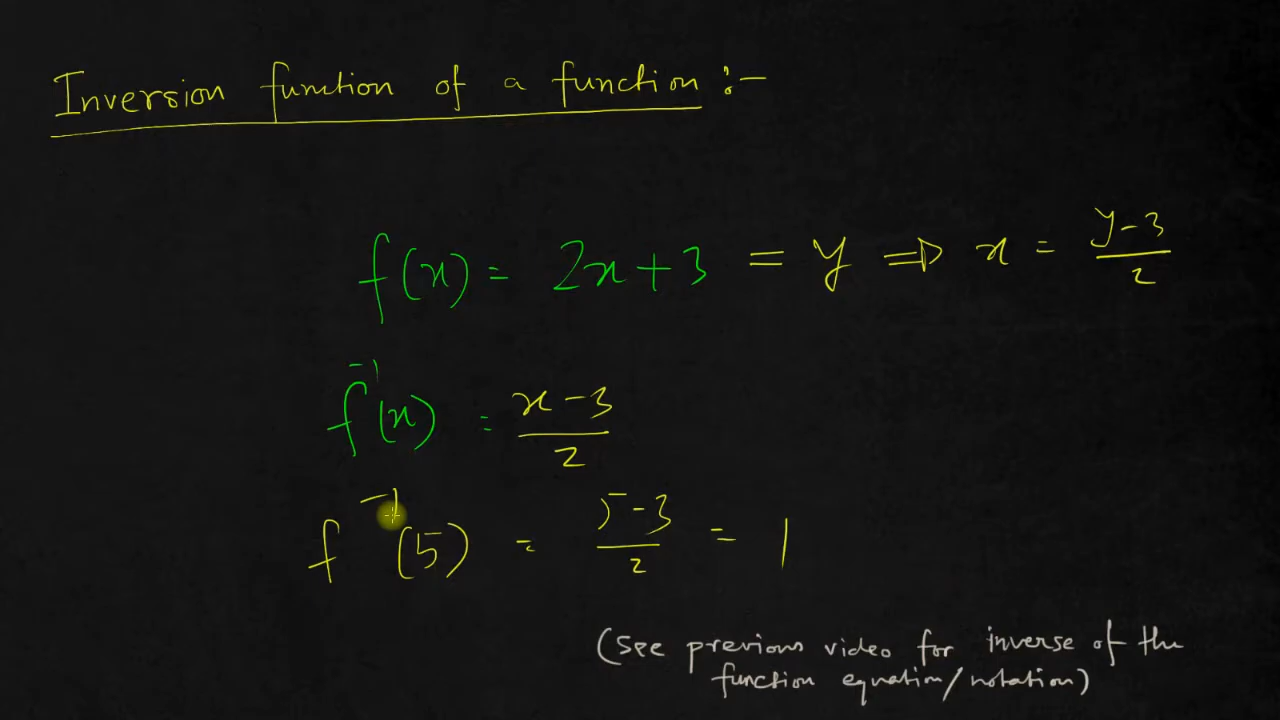 Inversion function of a function :-
f(x) = 2x+3 = y ⇒ x = (y-3)/2
f⁻¹(x) = (x-3)/2
f⁻¹(5) = (5-3)/2 = 1
(see previous video for inverse of the
function equation/notation)